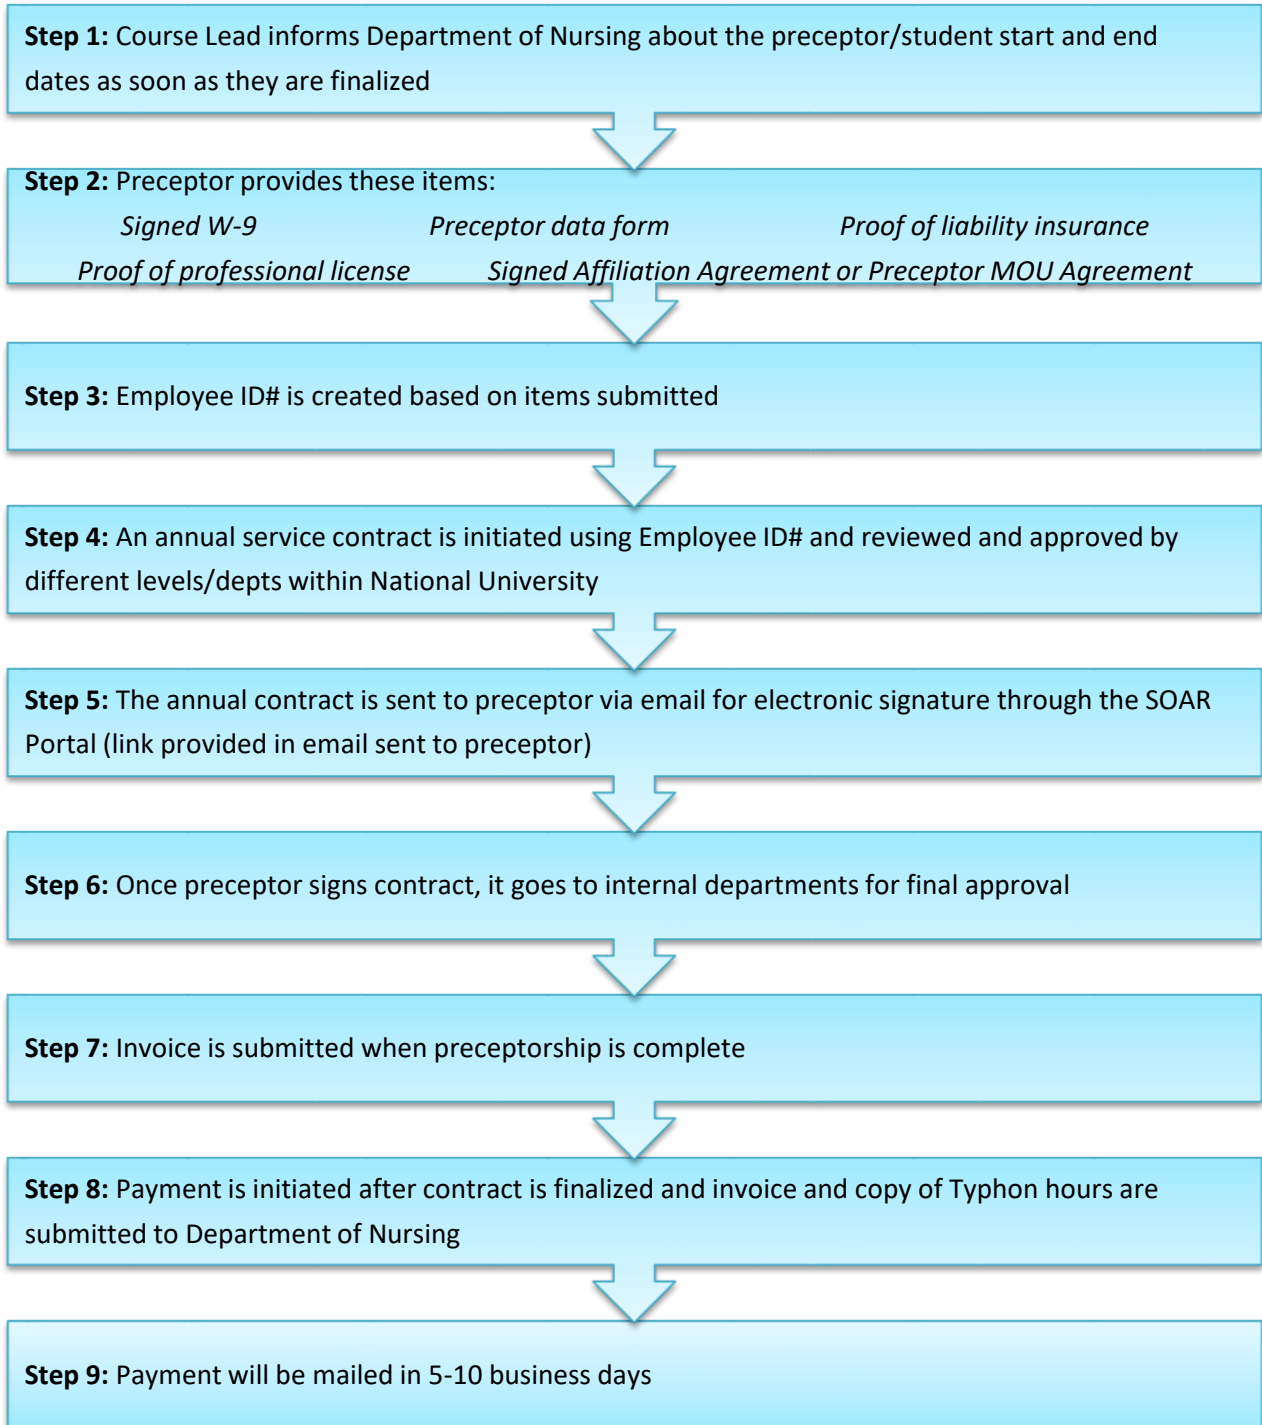 Step 1: Course Lead informs Department of Nursing about the preceptor/student start and end
dates as soon as they are finalized
Step 2: Preceptor provides these items:
Signed W-9 Preceptor data form Proof of liability insurance
Proof of professional license Signed Affiliation Agreement or Preceptor MOU Agreement
Step 3: Employee ID# is created based on items submitted
Step 4: An annual service contract is initiated using Employee ID# and reviewed and approved by
different levels/depts within National University
Step 5: The annual contract is sent to preceptor via email for electronic signature through the SOAR
Portal (link provided in email sent to preceptor)
Step 6: Once preceptor signs contract, it goes to internal departments for final approval
Step 7: Invoice is submitted when preceptorship is complete
Step 8: Payment is initiated after contract is finalized and invoice and copy of Typhon hours are
submitted to Department of Nursing
Step 9: Payment will be mailed in 5-10 business days